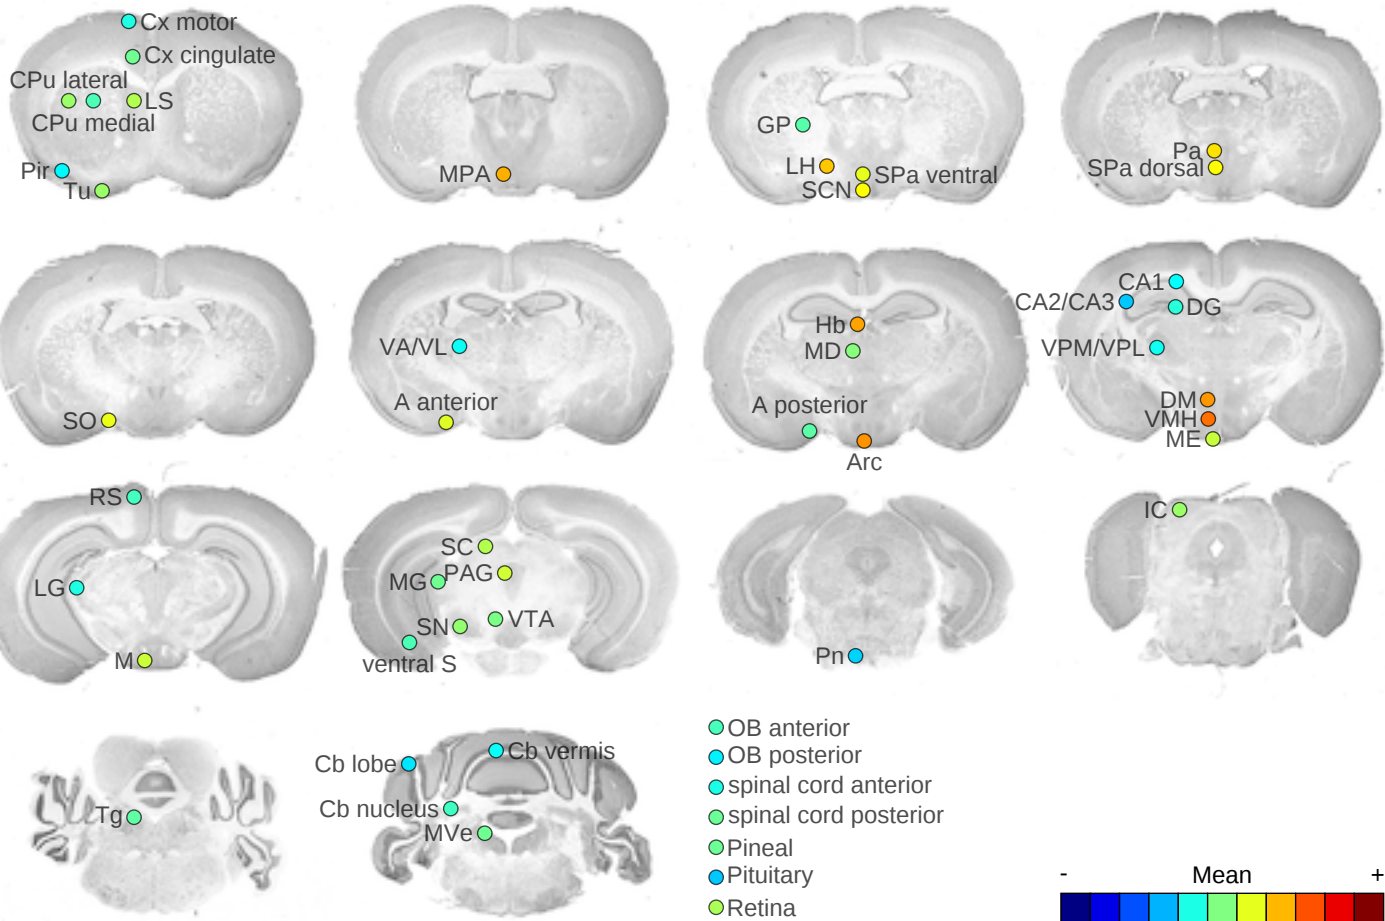 Cx motor
Cx cingulate
CPu lateral
LS
CPu medial
Pir
Tu
MPA
GP
LH
SPa ventral
SCN
Pa
SPa dorsal
SO
VA/VL
A anterior
Hb
MD
A posterior
Arc
CA1
CA2/CA3
DG
VPM/VPL
DM
VMH
ME
RS
LG
M
SC
PAG
MG
SN
VTA
ventral S
Pn
IC
Tg
Cb lobe
Cb vermis
Cb nucleus
MVe
OB anterior
OB posterior
spinal cord anterior
spinal cord posterior
Pineal
Pituitary
Retina
- Mean +